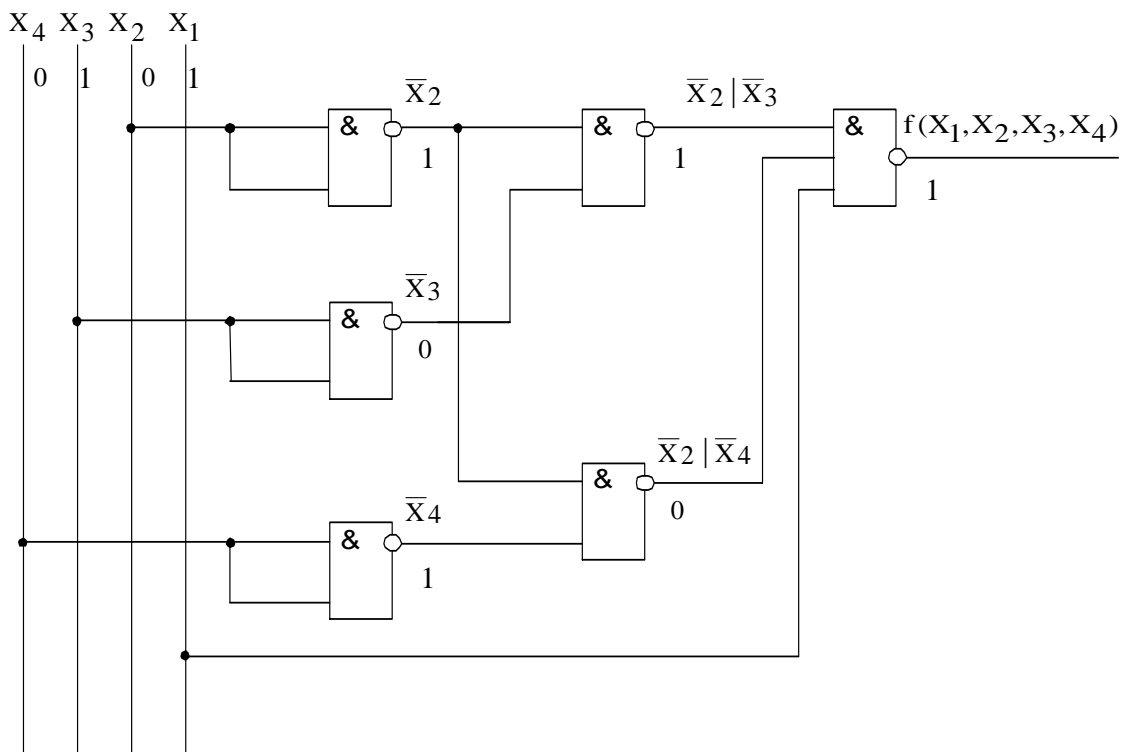 X4 X3 X2 X1
0 1 0 1
X̅2 X̅2 | X̅3
& & & f(X1,X2,X3,X4)
1 1 1
X̅3
&
0
X̅2 | X̅4
&
0
X̅4
&
1